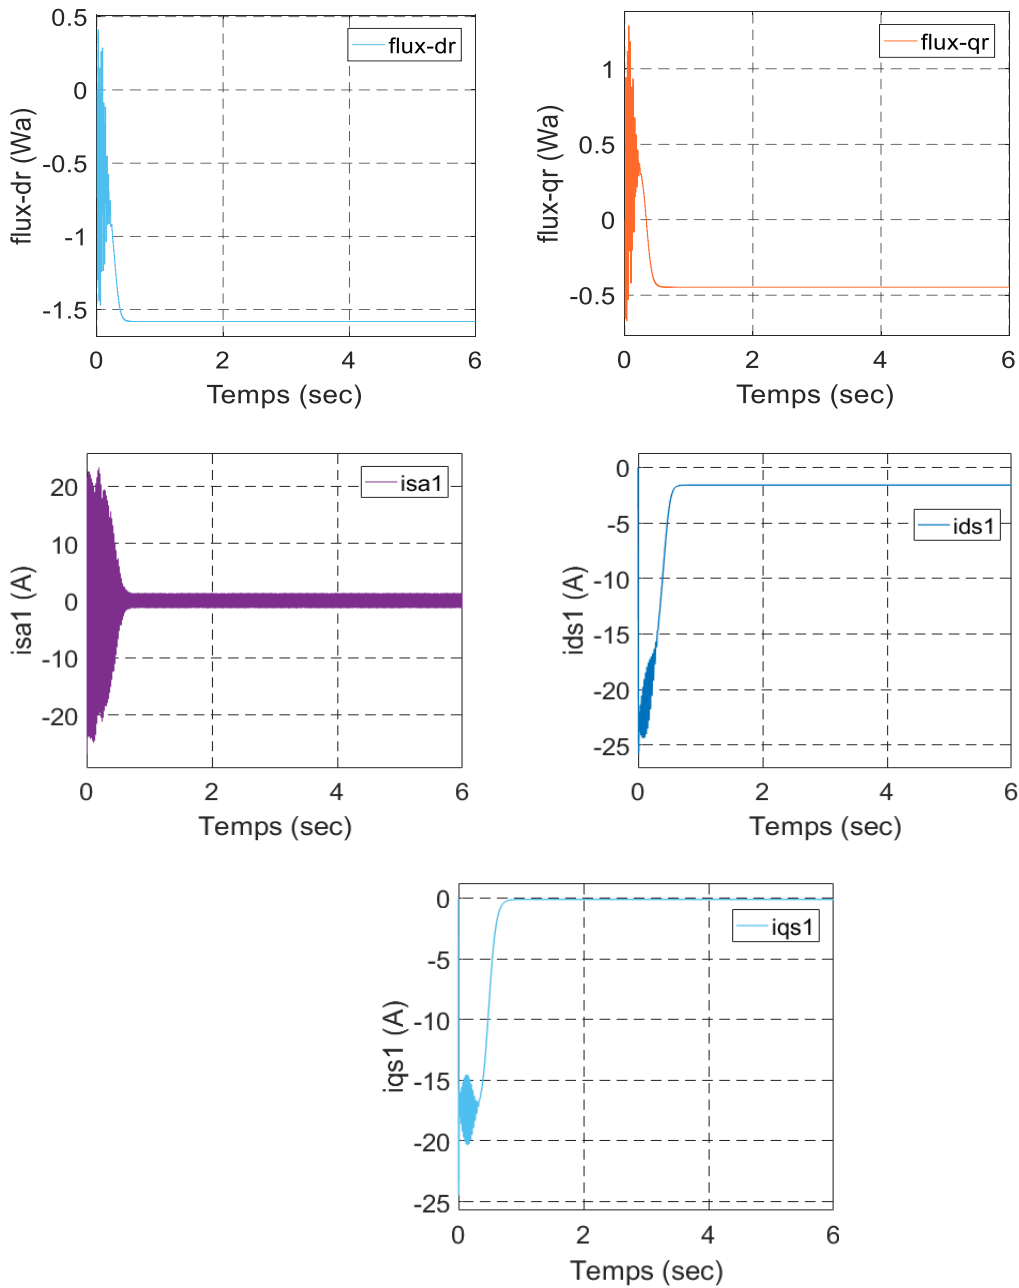 0.5
0
-0.5
-1
-1.5
flux-dr (Wa)
flux-dr
0 2 4 6
Temps (sec)
1
0.5
0
-0.5
flux-qr (Wa)
flux-qr
0 2 4 6
Temps (sec)
20
10
0
-10
-20
isa1 (A)
isa1
0 2 4 6
Temps (sec)
0
-5
-10
-15
-20
-25
ids1 (A)
ids1
0 2 4 6
Temps (sec)
0
-5
-10
-15
-20
-25
iqs1 (A)
iqs1
0 2 4 6
Temps (sec)